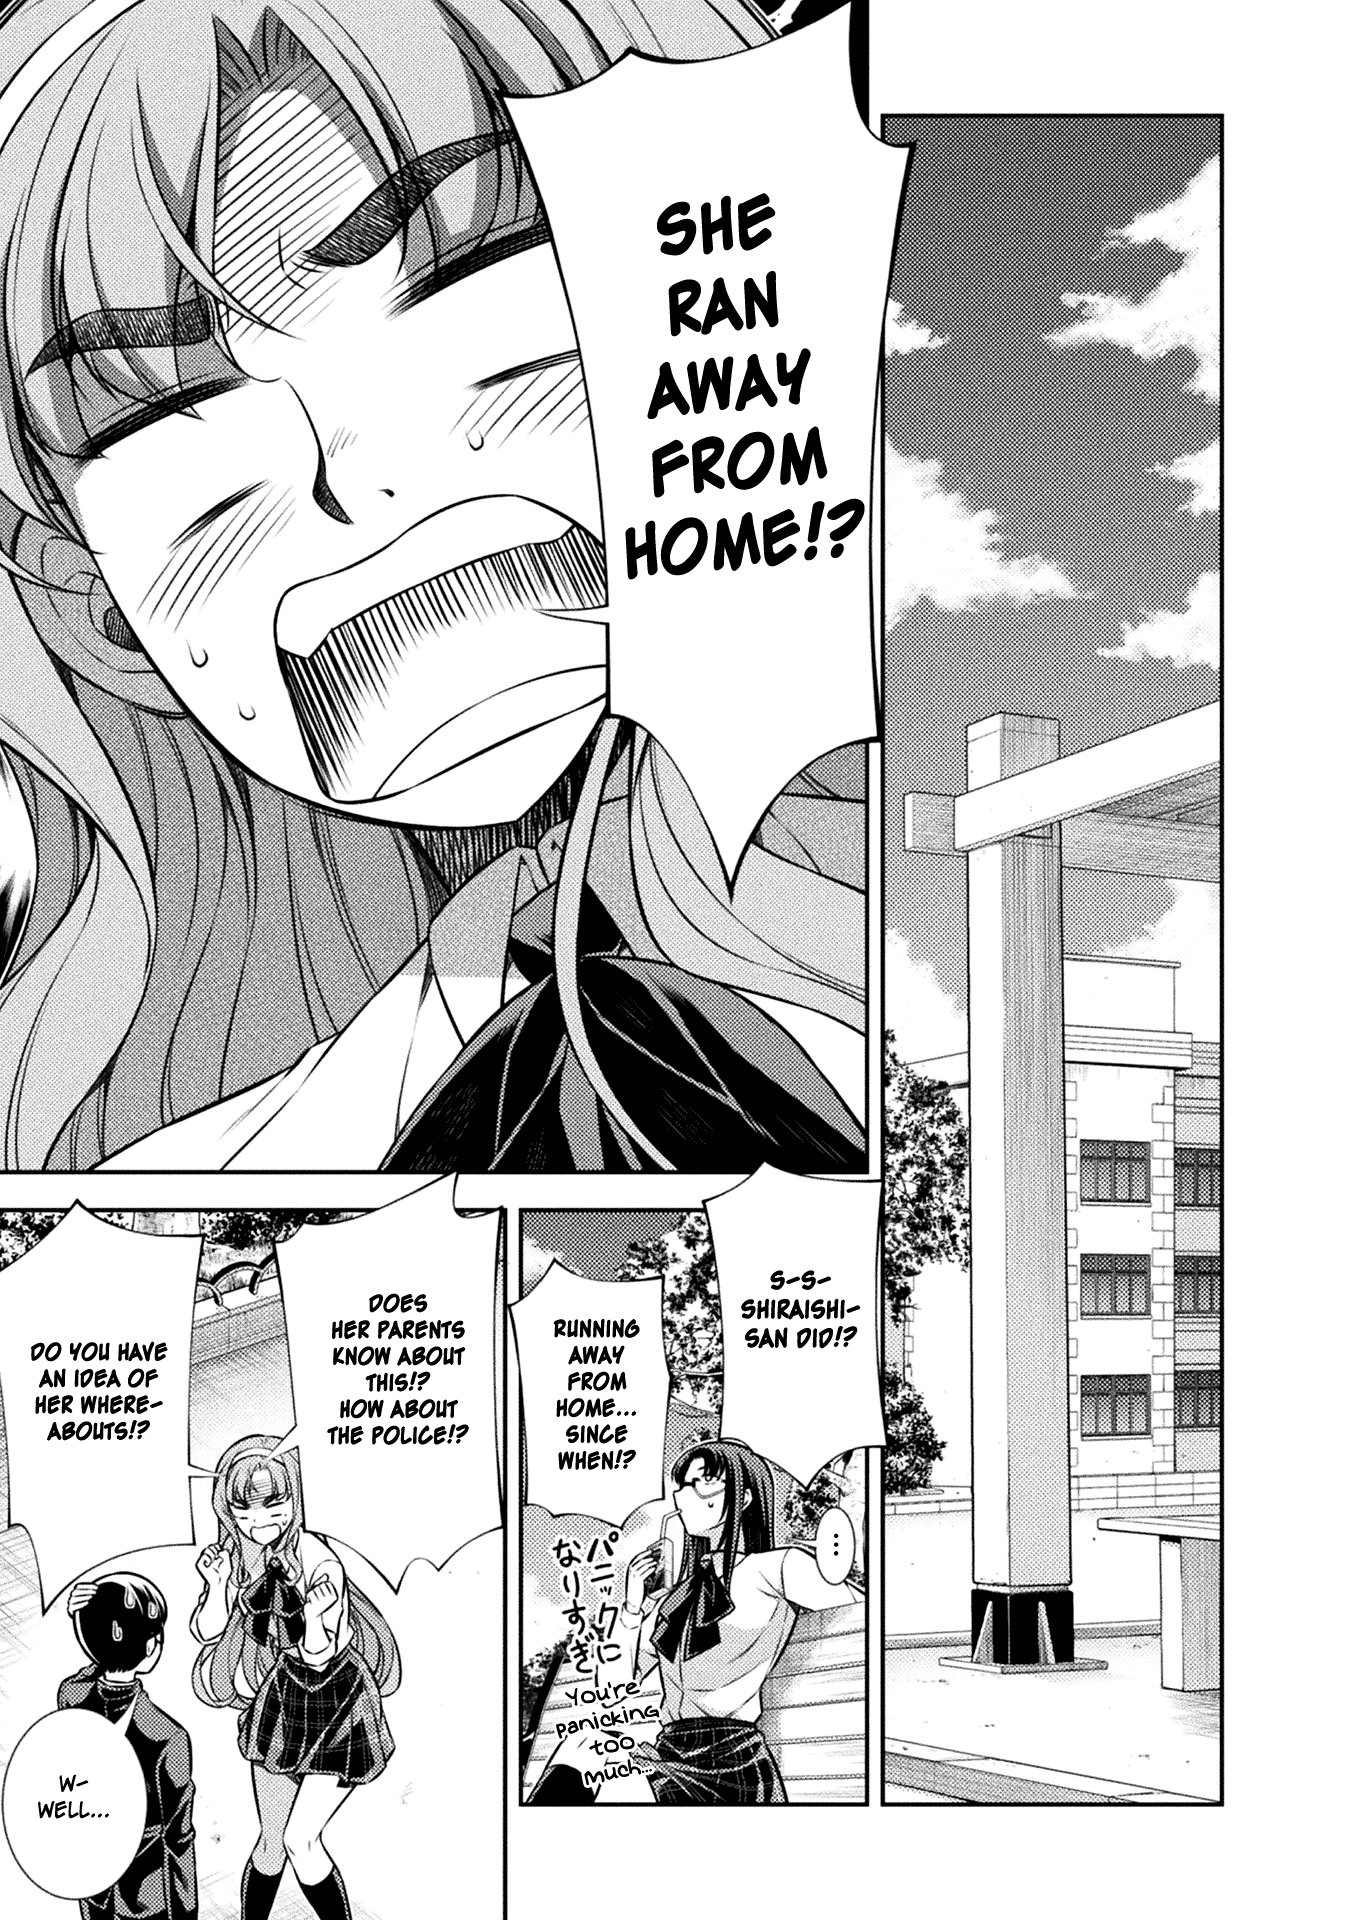 SHE
RAN
AWAY
FROM
HOME!?
S-S-
SHIRAISHI-
SAN DID!?
RUNNING
AWAY
FROM
HOME...
SINCE
WHEN!?
...
パニックに
なりすぎ
You're
panicking
too
much...
DOES
HER PARENTS
KNOW ABOUT
THIS!?
HOW ABOUT
THE POLICE!?
DO YOU HAVE
AN IDEA OF
HER WHERE-
ABOUTS!?
W-
WELL...